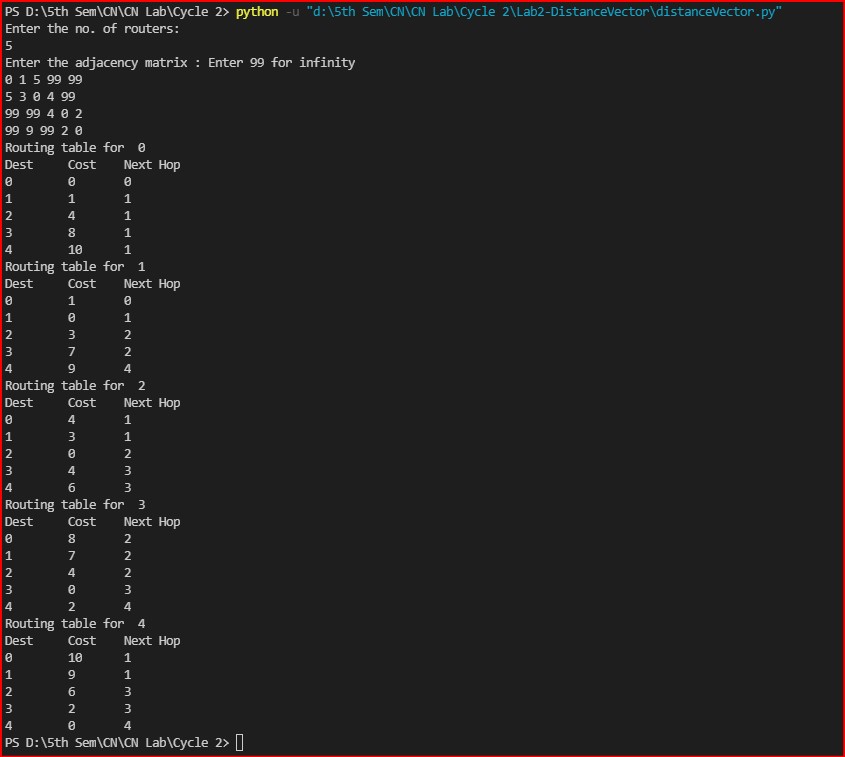 PS D:\5th Sem\CN\CN Lab\Cycle 2> python -u "d:\5th Sem\CN\CN Lab\Cycle 2\Lab2-DistanceVector\distanceVector.py"
Enter the no. of routers:
5
Enter the adjacency matrix : Enter 99 for infinity
0 1 5 99 99
5 3 0 4 99
99 99 4 0 2
99 9 99 2 0
Routing table for  0
Dest     Cost    Next Hop
0        0       0
1        1       1
2        4       1
3        8       1
4        10      1
Routing table for  1
Dest     Cost    Next Hop
0        1       0
1        0       1
2        3       2
3        7       2
4        9       4
Routing table for  2
Dest     Cost    Next Hop
0        4       1
1        3       1
2        0       2
3        4       3
4        6       3
Routing table for  3
Dest     Cost    Next Hop
0        8       2
1        7       2
2        4       2
3        0       3
4        2       4
Routing table for  4
Dest     Cost    Next Hop
0        10      1
1        9       1
2        6       3
3        2       3
4        0       4
PS D:\5th Sem\CN\CN Lab\Cycle 2>